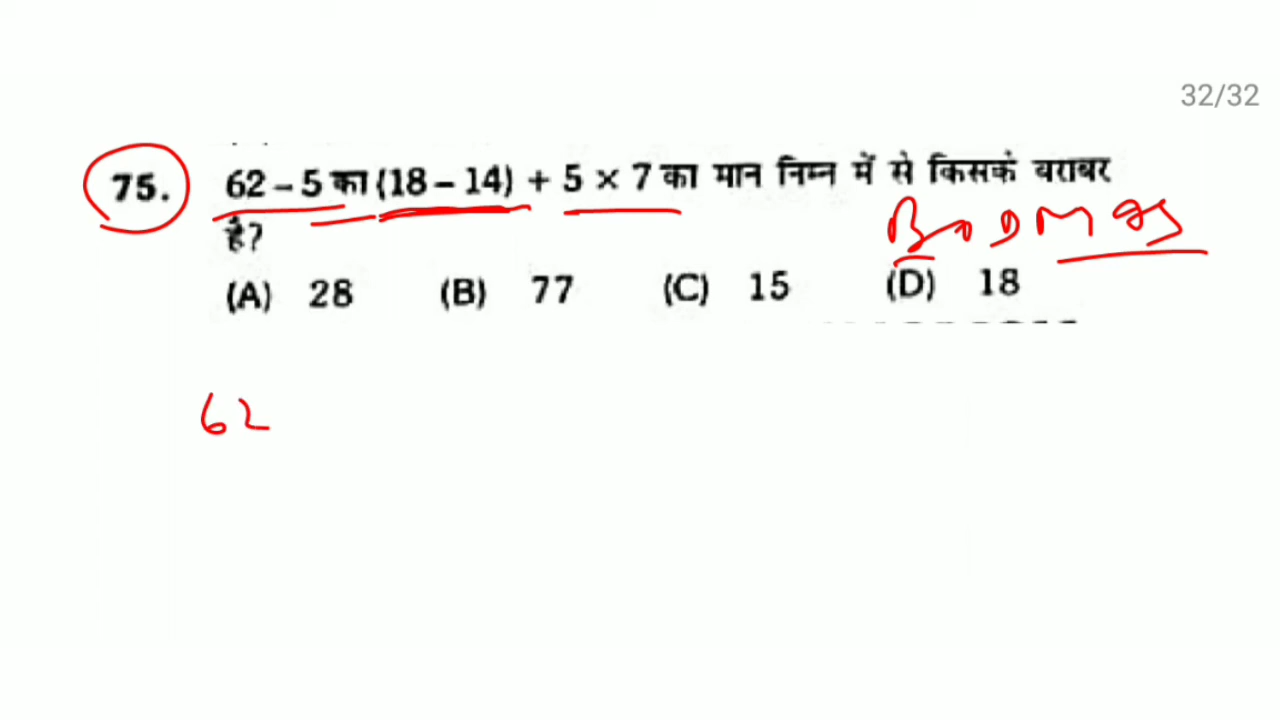 32/32
75. 62 – 5 का (18 – 14) + 5 × 7 का मान निम्न में से किसके बराबर
है?
BODMAS
(A) 28 (B) 77 (C) 15 (D) 18
62